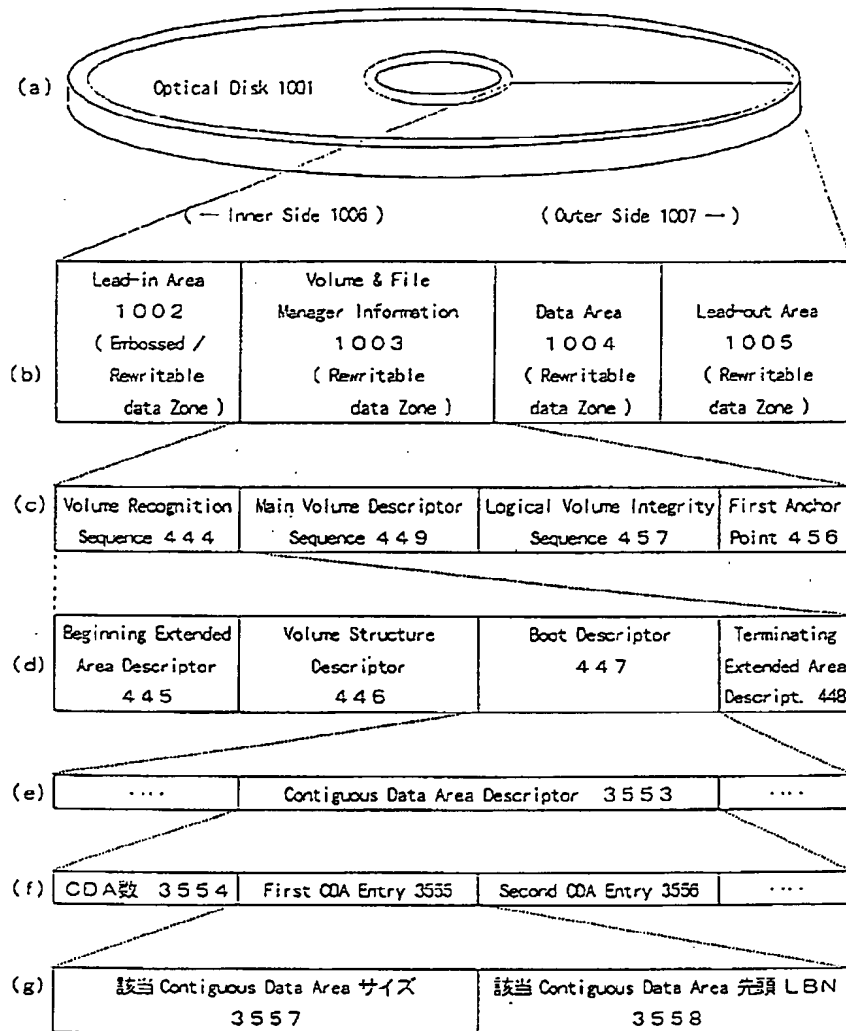 (a)
Optical Disk 1001
(← Inner Side 1006 )
(Outer Side 1007 →)
(b)
Lead-in Area
1002
( Embossed /
Rewritable
data Zone )
Volume & File
Manager Information
1003
( Rewritable
data Zone )
Data Area
1004
( Rewritable
data Zone )
Lead-out Area
1005
( Rewritable
data Zone )
(c)
Volume Recognition
Sequence 444
Main Volume Descriptor
Sequence 449
Logical Volume Integrity
Sequence 457
First Anchor
Point 456
(d)
Beginning Extended
Area Descriptor
445
Volume Structure
Descriptor
446
Boot Descriptor
447
Terminating
Extended Area
Descript. 448
(e)
····
Contiguous Data Area Descriptor 3553
····
(f)
CDA数 3554
First CDA Entry 3555
Second CDA Entry 3556
····
(g)
該当 Contiguous Data Area サイズ
3557
該当 Contiguous Data Area 先頭 LBN
3558